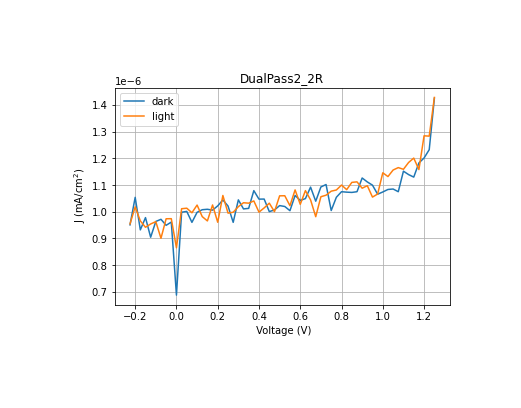 DualPass2_2R
1e−6
dark
light
1.4
1.3
1.2
1.1
1.0
0.9
0.8
0.7
J (mA/cm²)
−0.2 0.0 0.2 0.4 0.6 0.8 1.0 1.2
Voltage (V)